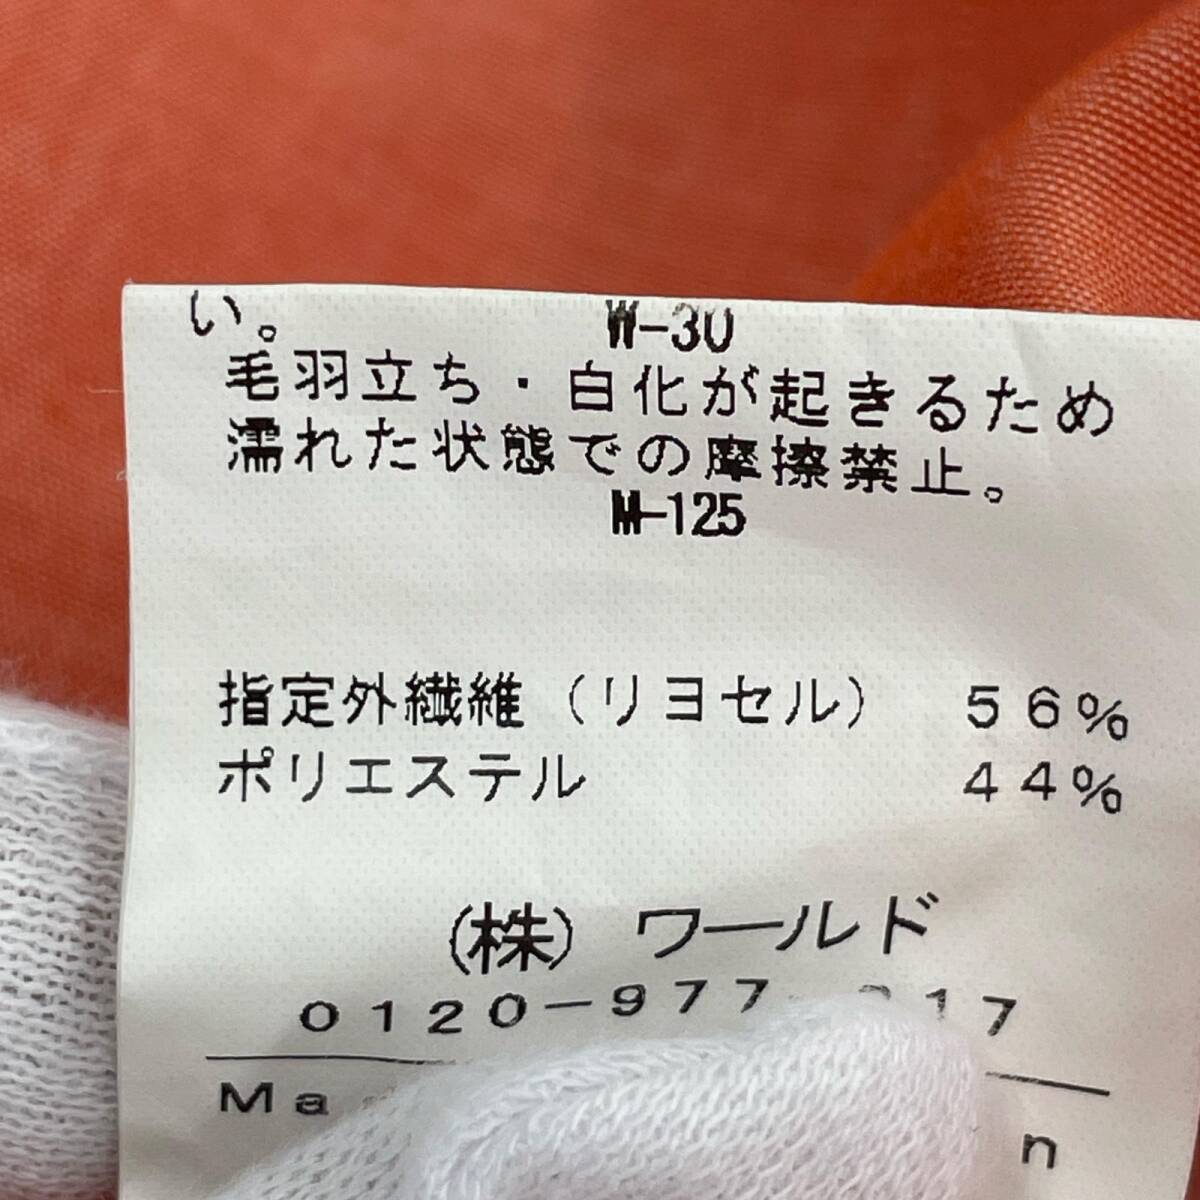 い。
W-30
毛羽立ち・白化が起きるため
濡れた状態での摩擦禁止。
M-125
指定外繊維（リヨセル） 56%
ポリエステル 44%
(株) ワールド
0120-977